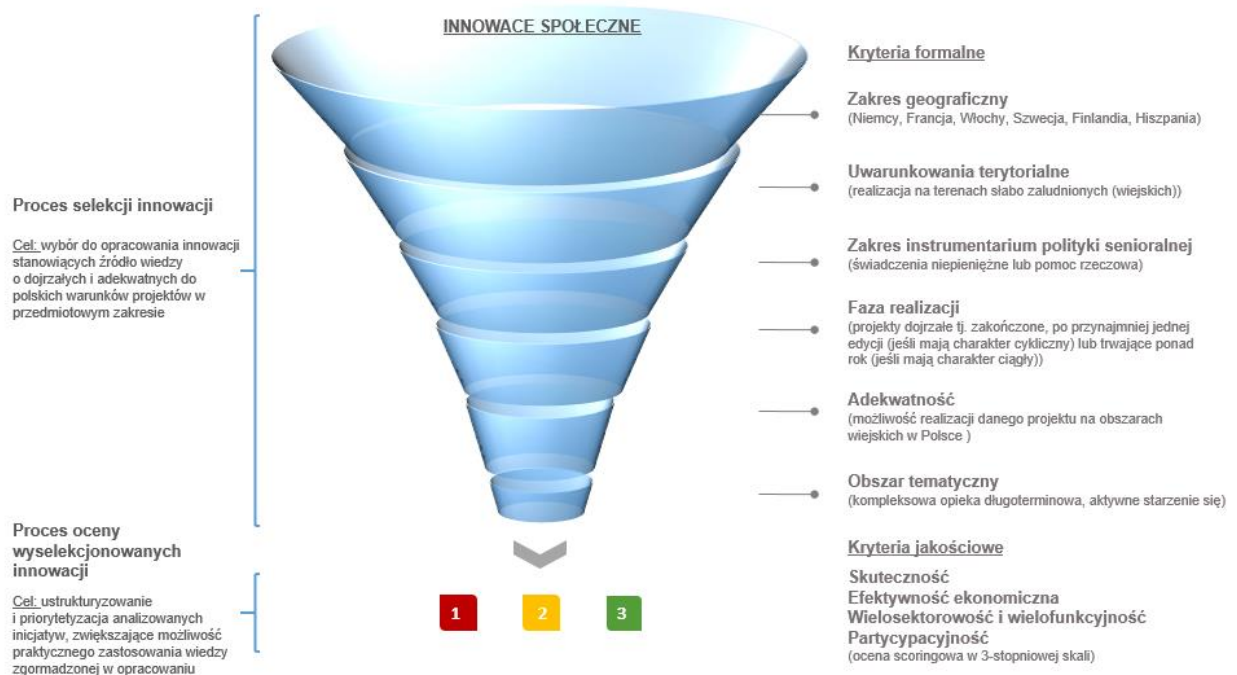 INNOWACE SPOŁECZNE
Proces selekcji innowacji
Cel: wybór do opracowania innowacji
stanowiących źródło wiedzy
o dojrzałych i adekwatnych do
polskich warunków projektów w
przedmiotowym zakresie
Kryteria formalne
Zakres geograficzny
(Niemcy, Francja, Włochy, Szwecja, Finlandia, Hiszpania)
Uwarunkowania terytorialne
(realizacja na terenach słabo zaludnionych (wiejskich))
Zakres instrumentarium polityki senioralnej
(świadczenia niepieniężne lub pomoc rzeczowa)
Faza realizacji
(projekty dojrzałe tj. zakończone, po przynajmniej jednej
edycji (jeśli mają charakter cykliczny) lub trwające ponad
rok (jeśli mają charakter ciągły))
Adekwatność
(możliwość realizacji danego projektu na obszarach
wiejskich w Polsce )
Obszar tematyczny
(kompleksowa opieka długoterminowa, aktywne starzenie się)
Proces oceny
wyselekcjonowanych
innowacji
Cel: ustrukturyzowanie
i priorytetyzacja analizowanych
inicjatyw, zwiększające możliwość
praktycznego zastosowania wiedzy
zgormadzonej w opracowaniu
1 2 3
Kryteria jakościowe
Skuteczność
Efektywność ekonomiczna
Wielosektorowość i wielofunkcyjność
Partycypacyjność
(ocena scoringowa w 3-stopniowej skali)